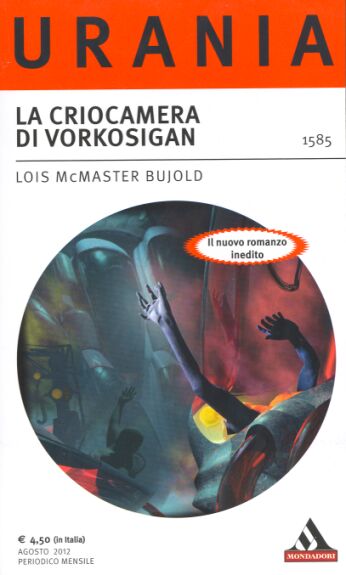 URANIA
LA CRIOCAMERA
DI VORKOSIGAN
1585
LOIS McMASTER BUJOLD
Il nuovo romanzo
inedito
€ 4,50 (in Italia)
AGOSTO 2012
PERIODICO MENSILE
MONDADORI